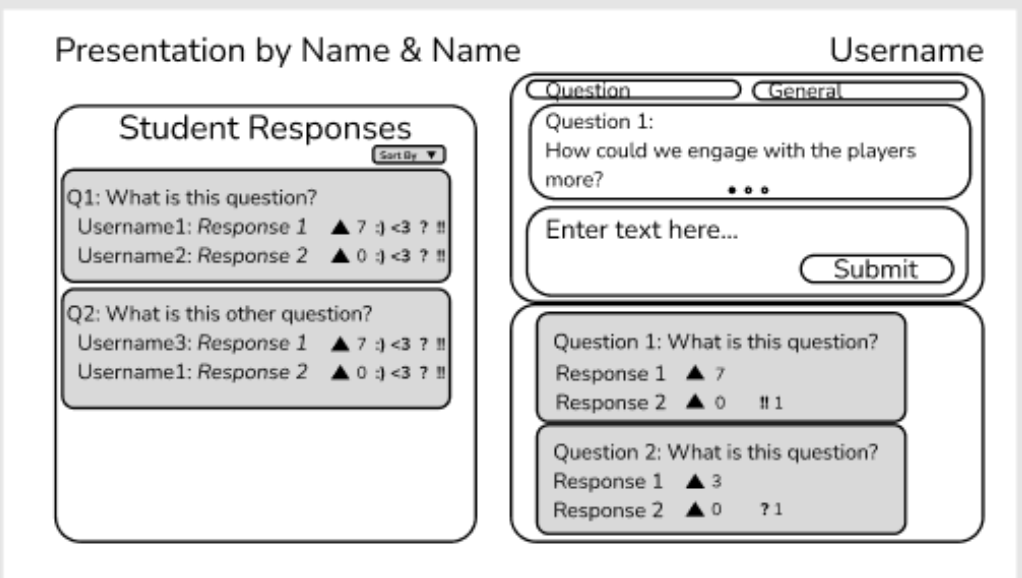 Presentation by Name & Name
Username
Student Responses
Sort By ▼
Q1: What is this question?
Username1: Response 1 ▲ 7 :) <3 ? !!
Username2: Response 2 ▲ 0 :) <3 ? !!
Q2: What is this other question?
Username3: Response 1 ▲ 7 :) <3 ? !!
Username1: Response 2 ▲ 0 :) <3 ? !!
Question
General
Question 1:
How could we engage with the players
more?
Enter text here...
Submit
Question 1: What is this question?
Response 1 ▲ 7
Response 2 ▲ 0 !! 1
Question 2: What is this question?
Response 1 ▲ 3
Response 2 ▲ 0 ? 1